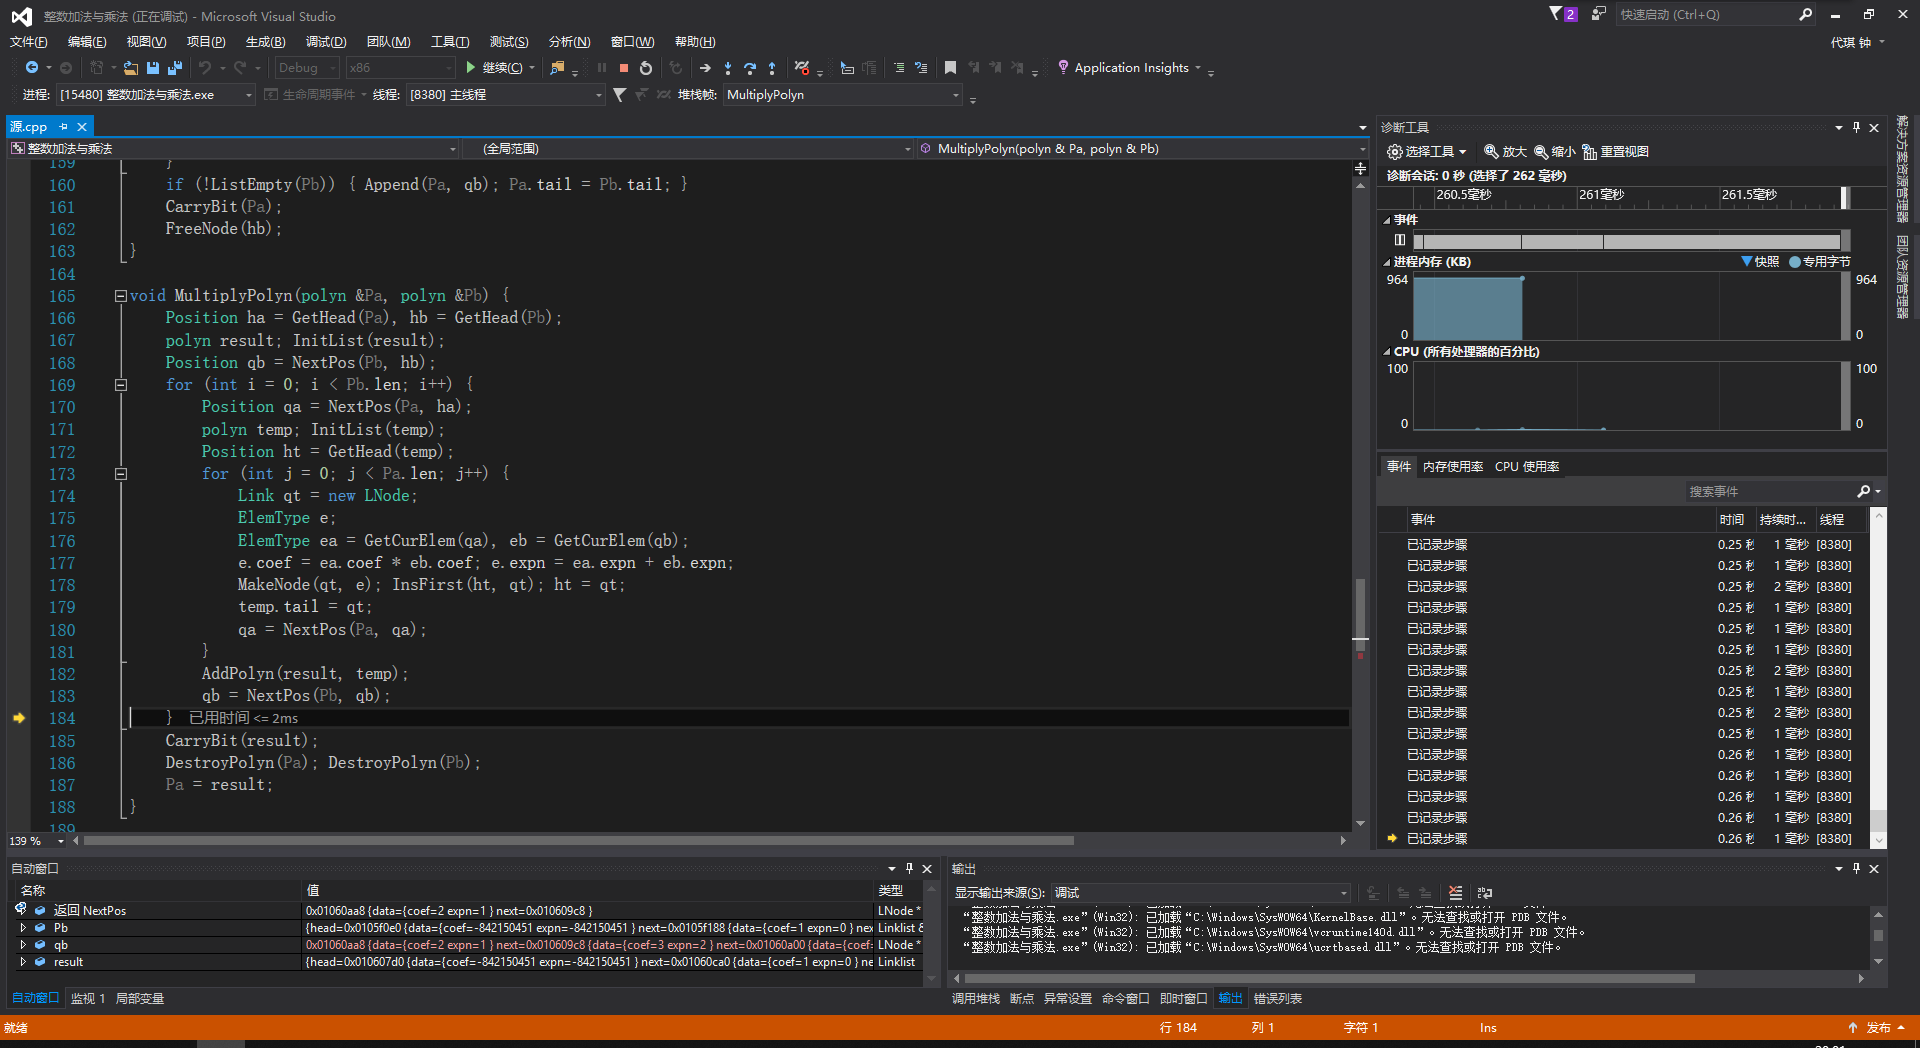 整数加法与乘法 (正在调试) - Microsoft Visual Studio
2
快速启动 (Ctrl+Q)
文件(F) 编辑(E) 视图(V) 项目(P) 生成(B) 调试(D) 团队(M) 工具(T) 测试(S) 分析(N) 窗口(W) 帮助(H)
代琪 钟
Debug x86 继续(C) Application Insights
进程: [15480] 整数加法与乘法.exe 生命周期事件 线程: [8380] 主线程 堆栈帧: MultiplyPolyn
源.cpp
整数加法与乘法 (全局范围) MultiplyPolyn(polyn & Pa, polyn & Pb)
159 }
160 if (!ListEmpty(Pb)) { Append(Pa, qb); Pa.tail = Pb.tail; }
161 CarryBit(Pa);
162 FreeNode(hb);
163 }
164
165 void MultiplyPolyn(polyn &Pa, polyn &Pb) {
166 Position ha = GetHead(Pa), hb = GetHead(Pb);
167 polyn result; InitList(result);
168 Position qb = NextPos(Pb, hb);
169 for (int i = 0; i < Pb.len; i++) {
170 Position qa = NextPos(Pa, ha);
171 polyn temp; InitList(temp);
172 Position ht = GetHead(temp);
173 for (int j = 0; j < Pa.len; j++) {
174 Link qt = new LNode;
175 ElemType e;
176 ElemType ea = GetCurElem(qa), eb = GetCurElem(qb);
177 e.coef = ea.coef * eb.coef; e.expn = ea.expn + eb.expn;
178 MakeNode(qt, e); InsFirst(ht, qt); ht = qt;
179 temp.tail = qt;
180 qa = NextPos(Pa, qa);
181 }
182 AddPolyn(result, temp);
183 qb = NextPos(Pb, qb);
184 } 已用时间 <= 2ms
185 CarryBit(result);
186 DestroyPolyn(Pa); DestroyPolyn(Pb);
187 Pa = result;
188 }
189
139 %
诊断工具
选择工具 放大 缩小 重置视图
诊断会话: 0 秒 (选择了 262 毫秒)
260.5毫秒 261毫秒 261.5毫秒
事件
进程内存 (KB) 快照 专用字节
964 964
0 0
CPU (所有处理器的百分比)
100 100
0 0
事件 内存使用率 CPU 使用率
搜索事件
事件 时间 持续时... 线程
已记录步骤 0.25 秒 1 毫秒 [8380]
已记录步骤 0.25 秒 1 毫秒 [8380]
已记录步骤 0.25 秒 2 毫秒 [8380]
已记录步骤 0.25 秒 1 毫秒 [8380]
已记录步骤 0.25 秒 1 毫秒 [8380]
已记录步骤 0.25 秒 1 毫秒 [8380]
已记录步骤 0.25 秒 2 毫秒 [8380]
已记录步骤 0.25 秒 1 毫秒 [8380]
已记录步骤 0.25 秒 2 毫秒 [8380]
已记录步骤 0.25 秒 1 毫秒 [8380]
已记录步骤 0.26 秒 1 毫秒 [8380]
已记录步骤 0.26 秒 1 毫秒 [8380]
已记录步骤 0.26 秒 1 毫秒 [8380]
已记录步骤 0.26 秒 1 毫秒 [8380]
已记录步骤 0.26 秒 1 毫秒 [8380]
解决方案资源管理器
团队资源管理器
自动窗口
名称 值 类型
返回 NextPos 0x01060aa8 {data={coef=2 expn=1 } next=0x010609c8 } LNode *
Pb {head=0x0105f0e0 {data={coef=-842150451 expn=-842150451 } next=0x0105f188 {data={coef=1 expn=0 } nex Linklist &
qb 0x01060aa8 {data={coef=2 expn=1 } next=0x010609c8 {data={coef=3 expn=2 } next=0x01060a00 {data={coef= LNode *
result {head=0x010607d0 {data={coef=-842150451 expn=-842150451 } next=0x01060ca0 {data={coef=1 expn=0 } ne Linklist
自动窗口 监视 1 局部变量
输出
显示输出来源(S): 调试
“整数加法与乘法.exe”(Win32): 已加载“C:\Windows\SysWOW64\KernelBase.dll”。无法查找或打开 PDB 文件。
“整数加法与乘法.exe”(Win32): 已加载“C:\Windows\SysWOW64\vcruntime140d.dll”。无法查找或打开 PDB 文件。
“整数加法与乘法.exe”(Win32): 已加载“C:\Windows\SysWOW64\ucrtbased.dll”。无法查找或打开 PDB 文件。
调用堆栈 断点 异常设置 命令窗口 即时窗口 输出 错误列表
就绪 行 184 列 1 字符 1 Ins 发布